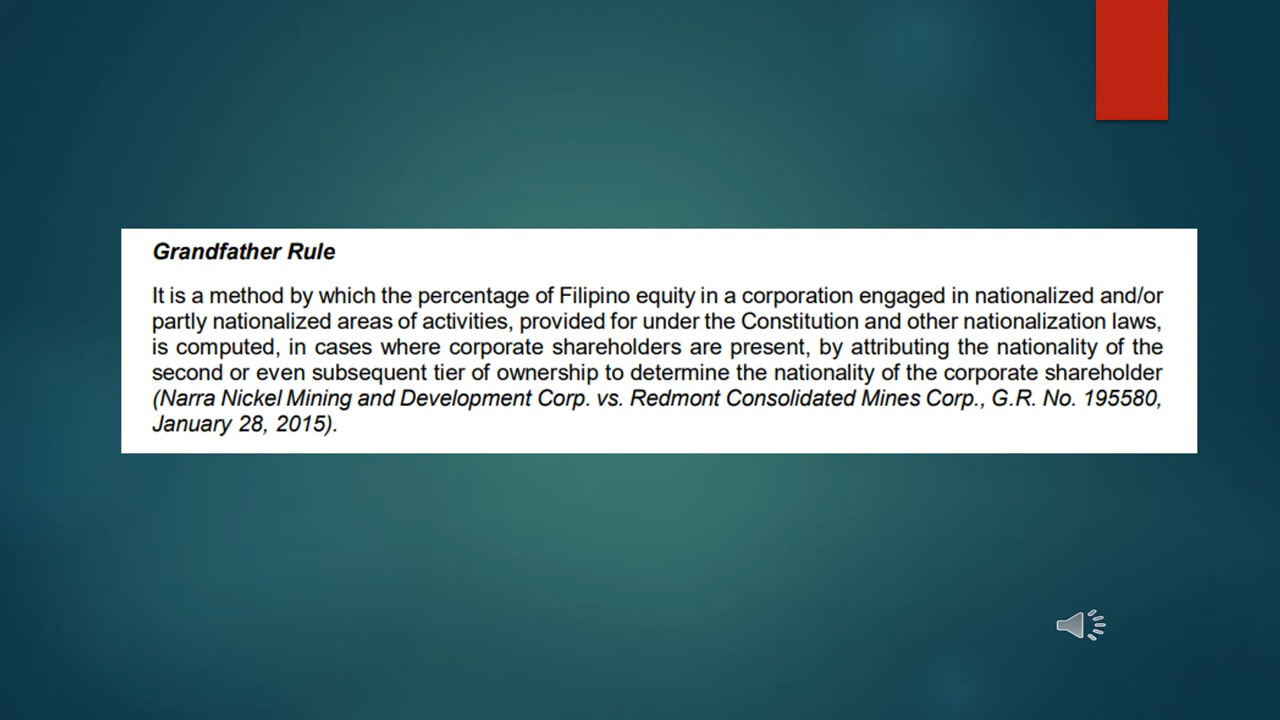 Grandfather Rule
It is a method by which the percentage of Filipino equity in a corporation engaged in nationalized and/or
partly nationalized areas of activities, provided for under the Constitution and other nationalization laws,
is computed, in cases where corporate shareholders are present, by attributing the nationality of the
second or even subsequent tier of ownership to determine the nationality of the corporate shareholder
(Narra Nickel Mining and Development Corp. vs. Redmont Consolidated Mines Corp., G.R. No. 195580,
January 28, 2015).